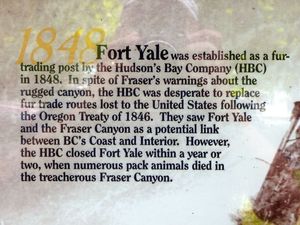 1848 Fort Yale was established as a fur-
trading post by the Hudson's Bay Company (HBC)
in 1848. In spite of Fraser's warnings about the
rugged canyon, the HBC was desperate to replace
fur trade routes lost to the United States following
the Oregon Treaty of 1846. They saw Fort Yale
and the Fraser Canyon as a potential link
between BC's Coast and Interior. However,
the HBC closed Fort Yale within a year or
two, when numerous pack animals died in
the treacherous Fraser Canyon.